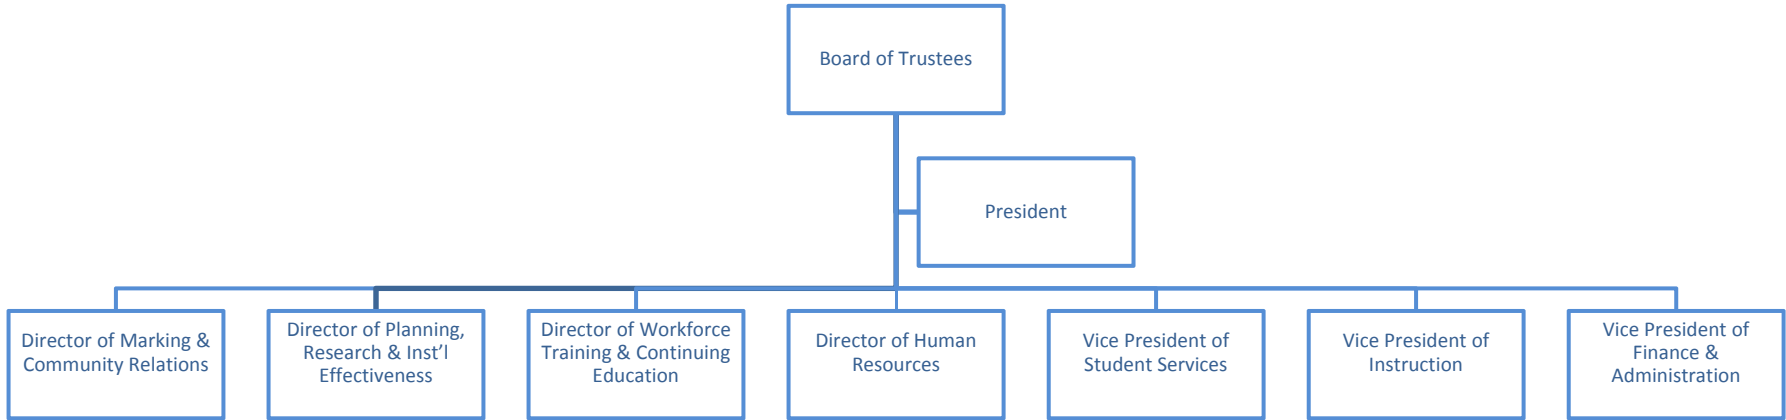 Board of Trustees
President
Director of Marking &
Community Relations
Director of Planning,
Research & Inst’l
Effectiveness
Director of Workforce
Training & Continuing
Education
Director of Human
Resources
Vice President of
Student Services
Vice President of
Instruction
Vice President of
Finance &
Administration